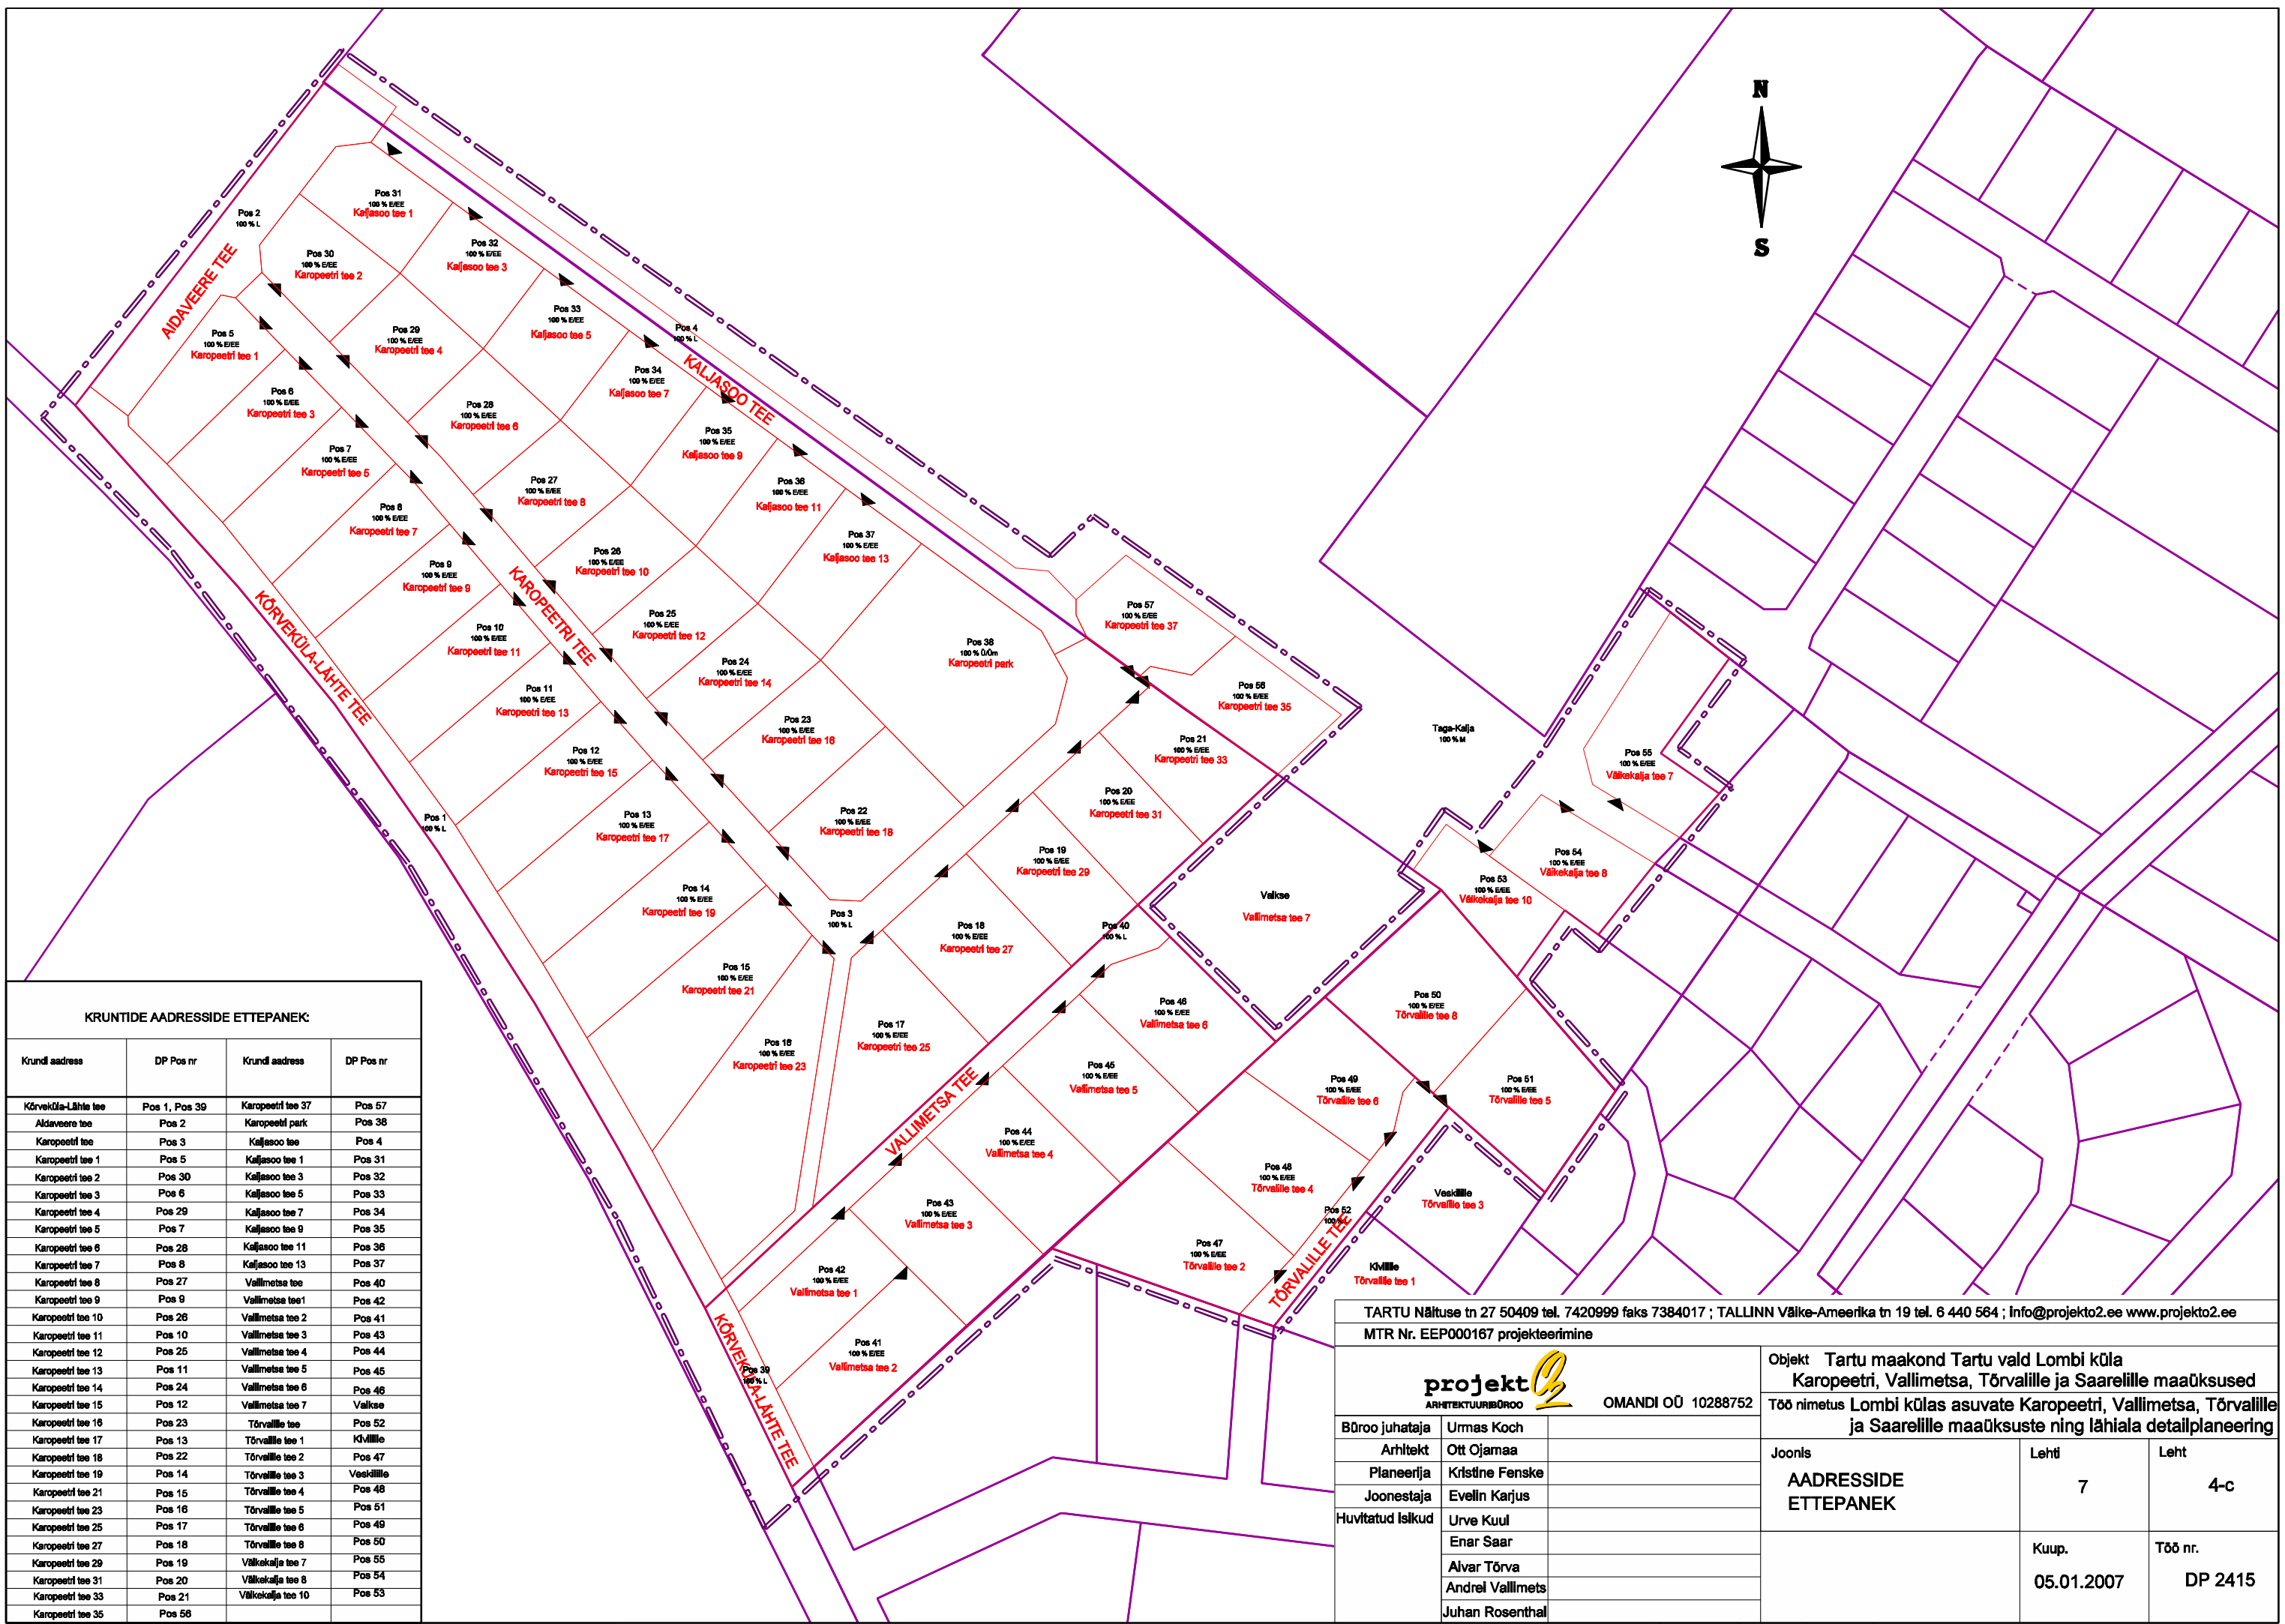 N
S
Pos 31
100 % E/EE
Kaljasoo tee 1
Pos 2
100 % L
Pos 32
100 % E/EE
Kaljasoo tee 3
Pos 30
100 % E/EE
Karopeetri tee 2
AIDAVEERE TEE
Pos 33
100 % E/EE
Kaljasoo tee 5
Pos 5
100 % E/EE
Karopeetri tee 1
Pos 29
100 % E/EE
Karopeetri tee 4
Pos 4
100 % L
KALJASOO TEE
Pos 34
100 % E/EE
Kaljasoo tee 7
Pos 6
100 % E/EE
Karopeetri tee 3
Pos 28
100 % E/EE
Karopeetri tee 6
Pos 35
100 % E/EE
Kaljasoo tee 9
Pos 7
100 % E/EE
Karopeetri tee 5
Pos 27
100 % E/EE
Karopeetri tee 8
Pos 36
100 % E/EE
Kaljasoo tee 11
Pos 8
100 % E/EE
Karopeetri tee 7
Pos 37
100 % E/EE
Kaljasoo tee 13
Pos 26
100 % E/EE
Karopeetri tee 10
Pos 9
100 % E/EE
Karopeetri tee 9
KAROPEETRI TEE
KÕRVEKÜLA-LÄHTE TEE
Pos 25
100 % E/EE
Karopeetri tee 12
Pos 57
100 % E/EE
Karopeetri tee 37
Pos 10
100 % E/EE
Karopeetri tee 11
Pos 38
100 % Ü/Üm
Karopeetri park
Pos 24
100 % E/EE
Karopeetri tee 14
Pos 11
100 % E/EE
Karopeetri tee 13
Pos 56
100 % E/EE
Karopeetri tee 35
Pos 23
100 % E/EE
Karopeetri tee 16
Taga-Kalja
100 % M
Pos 21
100 % E/EE
Karopeetri tee 33
Pos 12
100 % E/EE
Karopeetri tee 15
Pos 55
100 % E/EE
Väikekalja tee 7
Pos 20
100 % E/EE
Karopeetri tee 31
Pos 22
100 % E/EE
Karopeetri tee 18
Pos 13
100 % E/EE
Karopeetri tee 17
Pos 1
100 % L
Pos 19
100 % E/EE
Karopeetri tee 29
Pos 54
100 % E/EE
Väikekalja tee 8
Pos 53
100 % E/EE
Väikekalja tee 10
Pos 14
100 % E/EE
Karopeetri tee 19
Valkse
Vallimetsa tee 7
Pos 3
100 % L
Pos 18
100 % E/EE
Karopeetri tee 27
Pos 40
100 % L
Pos 15
100 % E/EE
Karopeetri tee 21
Pos 50
100 % E/EE
Tõrvalille tee 8
Pos 46
100 % E/EE
Vallimetsa tee 6
Pos 17
100 % E/EE
Karopeetri tee 25
Pos 16
100 % E/EE
Karopeetri tee 23
Pos 45
100 % E/EE
Vallimetsa tee 5
Pos 49
100 % E/EE
Tõrvalille tee 6
Pos 51
100 % E/EE
Tõrvalille tee 5
VALLIMETSA TEE
Pos 44
100 % E/EE
Vallimetsa tee 4
Pos 48
100 % E/EE
Tõrvalille tee 4
Veskilille
Tõrvalille tee 3
Pos 43
100 % E/EE
Vallimetsa tee 3
Pos 52
100 % L
TÕRVALILLE TEE
Pos 47
100 % E/EE
Tõrvalille tee 2
Pos 42
100 % E/EE
Vallimetsa tee 1
Kivilille
Tõrvalille tee 1
Pos 41
100 % E/EE
Vallimetsa tee 2
Pos 39
100 % L
KÕRVEKÜLA-LÄHTE TEE
KRUNTIDE AADRESSIDE ETTEPANEK:
Krundi aadress DP Pos nr Krundi aadress DP Pos nr
Kõrveküla-Lähte tee Pos 1, Pos 39 Karopeetri tee 37 Pos 57
Aidaveere tee Pos 2 Karopeetri park Pos 38
Karopeetri tee Pos 3 Kaljasoo tee Pos 4
Karopeetri tee 1 Pos 5 Kaljasoo tee 1 Pos 31
Karopeetri tee 2 Pos 30 Kaljasoo tee 3 Pos 32
Karopeetri tee 3 Pos 6 Kaljasoo tee 5 Pos 33
Karopeetri tee 4 Pos 29 Kaljasoo tee 7 Pos 34
Karopeetri tee 5 Pos 7 Kaljasoo tee 9 Pos 35
Karopeetri tee 6 Pos 28 Kaljasoo tee 11 Pos 36
Karopeetri tee 7 Pos 8 Kaljasoo tee 13 Pos 37
Karopeetri tee 8 Pos 27 Vallimetsa tee Pos 40
Karopeetri tee 9 Pos 9 Vallimetsa tee1 Pos 42
Karopeetri tee 10 Pos 26 Vallimetsa tee 2 Pos 41
Karopeetri tee 11 Pos 10 Vallimetsa tee 3 Pos 43
Karopeetri tee 12 Pos 25 Vallimetsa tee 4 Pos 44
Karopeetri tee 13 Pos 11 Vallimetsa tee 5 Pos 45
Karopeetri tee 14 Pos 24 Vallimetsa tee 6 Pos 46
Karopeetri tee 15 Pos 12 Vallimetsa tee 7 Valkse
Karopeetri tee 16 Pos 23 Tõrvalille tee Pos 52
Karopeetri tee 17 Pos 13 Tõrvalille tee 1 Kivilille
Karopeetri tee 18 Pos 22 Tõrvalille tee 2 Pos 47
Karopeetri tee 19 Pos 14 Tõrvalille tee 3 Veskilille
Karopeetri tee 21 Pos 15 Tõrvalille tee 4 Pos 48
Karopeetri tee 23 Pos 16 Tõrvalille tee 5 Pos 51
Karopeetri tee 25 Pos 17 Tõrvalille tee 6 Pos 49
Karopeetri tee 27 Pos 18 Tõrvalille tee 8 Pos 50
Karopeetri tee 29 Pos 19 Väikekalja tee 7 Pos 55
Karopeetri tee 31 Pos 20 Väikekalja tee 8 Pos 54
Karopeetri tee 33 Pos 21 Väikekalja tee 10 Pos 53
Karopeetri tee 35 Pos 56
TARTU Näituse tn 27 50409 tel. 7420999 faks 7384017 ; TALLINN Väike-Ameerika tn 19 tel. 6 440 564 ; info@projekto2.ee www.projekto2.ee
MTR Nr. EEP000167 projekteerimine
projekt O2
ARHITEKTUURIBÜROO
OMANDI OÜ 10288752
Objekt Tartu maakond Tartu vald Lombi küla
Karopeetri, Vallimetsa, Tõrvalille ja Saarelille maaüksused
Töö nimetus Lombi külas asuvate Karopeetri, Vallimetsa, Tõrvalille
ja Saarelille maaüksuste ning lähiala detailplaneering
Büroo juhataja Urmas Koch
Arhitekt Ott Ojamaa
Planeerija Kristine Fenske
Joonestaja Evelin Karjus
Huvitatud isikud Urve Kuul
Enar Saar
Aivar Tõrva
Andrei Vallimets
Juhan Rosenthal
Joonis
AADRESSIDE
ETTEPANEK
Lehti
7
Leht
4-c
Kuup.
05.01.2007
Töö nr.
DP 2415